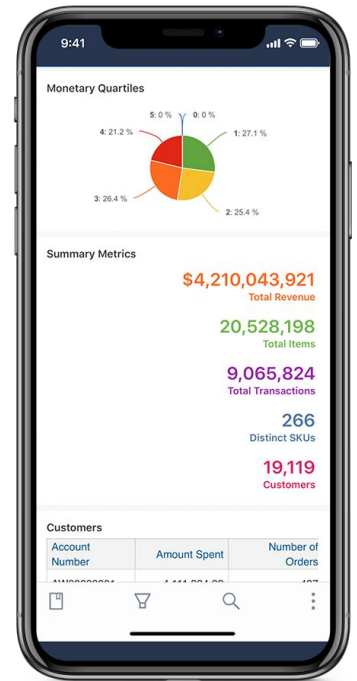 9:41
Monetary Quartiles
5: 0 %
0: 0 %
4: 21.2 %
1: 27.1 %
3: 26.4 %
2: 25.4 %
Summary Metrics
$4,210,043,921
Total Revenue
20,528,198
Total Items
9,065,824
Total Transactions
266
Distinct SKUs
19,119
Customers
Customers
Account Number
Amount Spent
Number of Orders